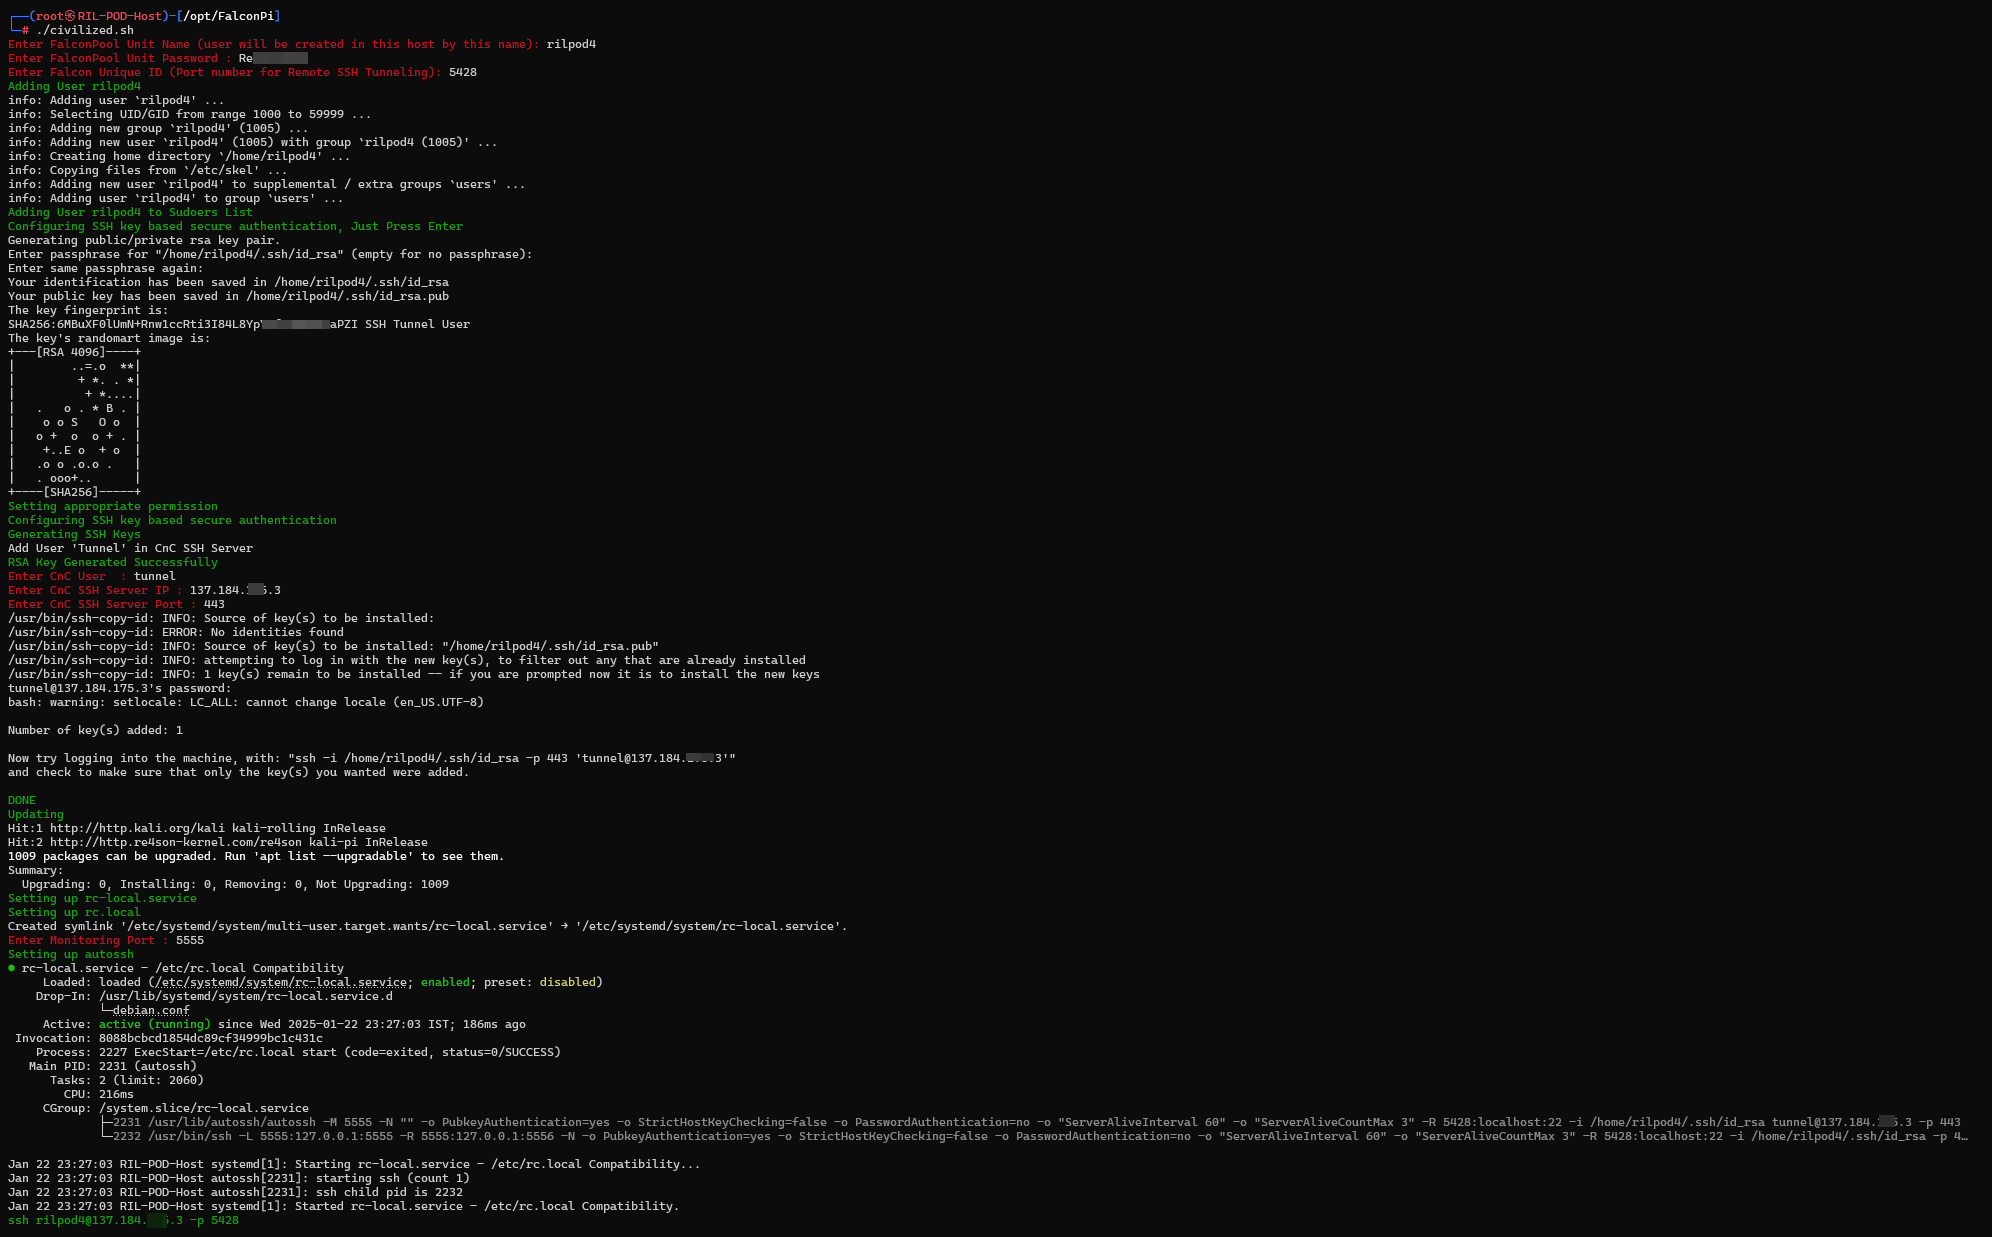 ┌──(root㉿RIL-POD-Host)-[/opt/FalconPi]
└─# ./civilized.sh
Enter FalconPool Unit Name (user will be created in this host by this name): rilpod4
Enter FalconPool Unit Password : Re
Enter Falcon Unique ID (Port number for Remote SSH Tunneling): 5428
Adding User rilpod4
info: Adding user `rilpod4' ...
info: Selecting UID/GID from range 1000 to 59999 ...
info: Adding new group `rilpod4' (1005) ...
info: Adding new user `rilpod4' (1005) with group `rilpod4 (1005)' ...
info: Creating home directory `/home/rilpod4' ...
info: Copying files from `/etc/skel' ...
info: Adding new user `rilpod4' to supplemental / extra groups `users' ...
info: Adding user `rilpod4' to group `users' ...
Adding User rilpod4 to Sudoers List
Configuring SSH key based secure authentication, Just Press Enter
Generating public/private rsa key pair.
Enter passphrase for "/home/rilpod4/.ssh/id_rsa" (empty for no passphrase):
Enter same passphrase again:
Your identification has been saved in /home/rilpod4/.ssh/id_rsa
Your public key has been saved in /home/rilpod4/.ssh/id_rsa.pub
The key fingerprint is:
SHA256:6MBuXF0lUmN+Rnw1ccRti3I84L8Yp aPZI SSH Tunnel User
The key's randomart image is:
+---[RSA 4096]----+
|        ..=.o  **|
|         + *. . *|
|          + *....|
|   .   o . * B . |
|    o o S   O o  |
|   o +  o  o + . |
|    +..E o  + o  |
|   .o o .o.o .   |
|   . ooo+..      |
+----[SHA256]-----+
Setting appropriate permission
Configuring SSH key based secure authentication
Generating SSH Keys
Add User 'Tunnel' in CnC SSH Server
RSA Key Generated Successfully
Enter CnC User  : tunnel
Enter CnC SSH Server IP : 137.184. .3
Enter CnC SSH Server Port : 443
/usr/bin/ssh-copy-id: INFO: Source of key(s) to be installed:
/usr/bin/ssh-copy-id: ERROR: No identities found
/usr/bin/ssh-copy-id: INFO: Source of key(s) to be installed: "/home/rilpod4/.ssh/id_rsa.pub"
/usr/bin/ssh-copy-id: INFO: attempting to log in with the new key(s), to filter out any that are already installed
/usr/bin/ssh-copy-id: INFO: 1 key(s) remain to be installed -- if you are prompted now it is to install the new keys
tunnel@137.184.175.3's password:
bash: warning: setlocale: LC_ALL: cannot change locale (en_US.UTF-8)
Number of key(s) added: 1
Now try logging into the machine, with: "ssh -i /home/rilpod4/.ssh/id_rsa -p 443 'tunnel@137.184. 3'"
and check to make sure that only the key(s) you wanted were added.
DONE
Updating
Hit:1 http://http.kali.org/kali kali-rolling InRelease
Hit:2 http://http.re4son-kernel.com/re4son kali-pi InRelease
1009 packages can be upgraded. Run 'apt list --upgradable' to see them.
Summary:
  Upgrading: 0, Installing: 0, Removing: 0, Not Upgrading: 1009
Setting up rc-local.service
Setting up rc.local
Created symlink '/etc/systemd/system/multi-user.target.wants/rc-local.service' → '/etc/systemd/system/rc-local.service'.
Enter Monitoring Port : 5555
Setting up autossh
● rc-local.service - /etc/rc.local Compatibility
     Loaded: loaded (/etc/systemd/system/rc-local.service; enabled; preset: disabled)
    Drop-In: /usr/lib/systemd/system/rc-local.service.d
             └─debian.conf
     Active: active (running) since Wed 2025-01-22 23:27:03 IST; 186ms ago
 Invocation: 8088bcbcd1854dc89cf34999bc1c431c
    Process: 2227 ExecStart=/etc/rc.local start (code=exited, status=0/SUCCESS)
   Main PID: 2231 (autossh)
      Tasks: 2 (limit: 2060)
        CPU: 216ms
     CGroup: /system.slice/rc-local.service
             ├─2231 /usr/lib/autossh/autossh -M 5555 -N "" -o PubkeyAuthentication=yes -o StrictHostKeyChecking=false -o PasswordAuthentication=no -o "ServerAliveInterval 60" -o "ServerAliveCountMax 3" -R 5428:localhost:22 -i /home/rilpod4/.ssh/id_rsa tunnel@137.184. .3 -p 443
             └─2232 /usr/bin/ssh -L 5555:127.0.0.1:5555 -R 5555:127.0.0.1:5556 -N -o PubkeyAuthentication=yes -o StrictHostKeyChecking=false -o PasswordAuthentication=no -o "ServerAliveInterval 60" -o "ServerAliveCountMax 3" -R 5428:localhost:22 -i /home/rilpod4/.ssh/id_rsa -p 4…
Jan 22 23:27:03 RIL-POD-Host systemd[1]: Starting rc-local.service - /etc/rc.local Compatibility...
Jan 22 23:27:03 RIL-POD-Host autossh[2231]: starting ssh (count 1)
Jan 22 23:27:03 RIL-POD-Host autossh[2231]: ssh child pid is 2232
Jan 22 23:27:03 RIL-POD-Host systemd[1]: Started rc-local.service - /etc/rc.local Compatibility.
ssh rilpod4@137.184. .3 -p 5428